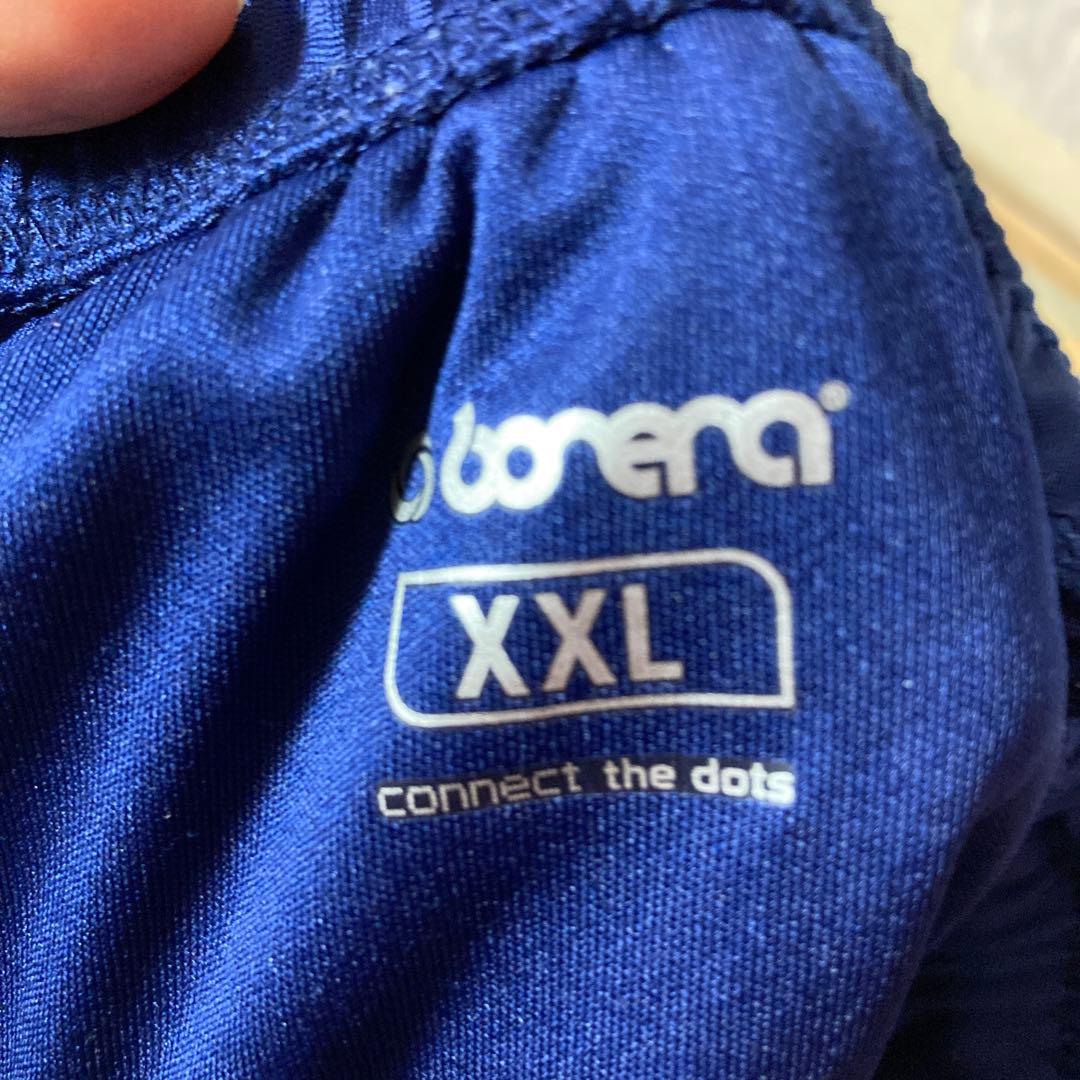 bonera®
XXL
connect the dots